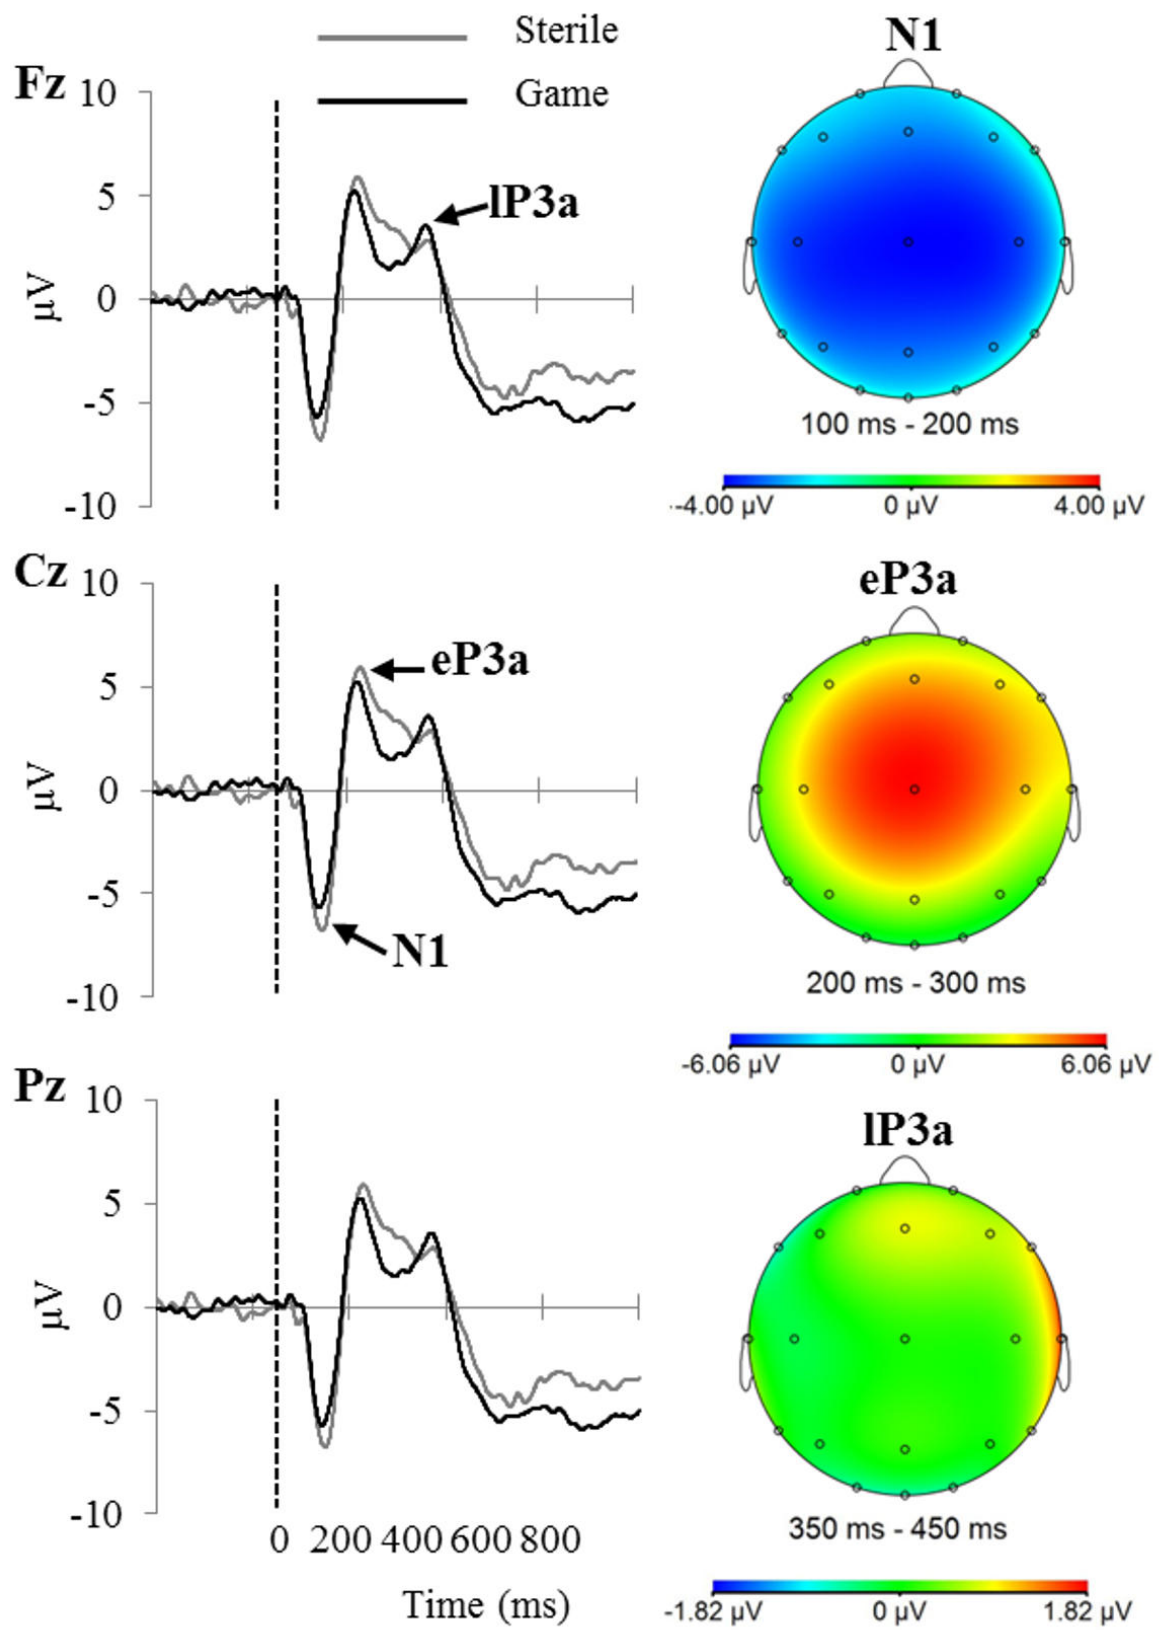 Sterile
Game
Fz
10
5
0
-5
-10
µV
lP3a
N1
100 ms - 200 ms
-4.00 µV 0 µV 4.00 µV
Cz
10
5
0
-5
-10
µV
eP3a
N1
eP3a
200 ms - 300 ms
-6.06 µV 0 µV 6.06 µV
Pz
10
5
0
-5
-10
µV
0 200 400 600 800
Time (ms)
lP3a
350 ms - 450 ms
-1.82 µV 0 µV 1.82 µV